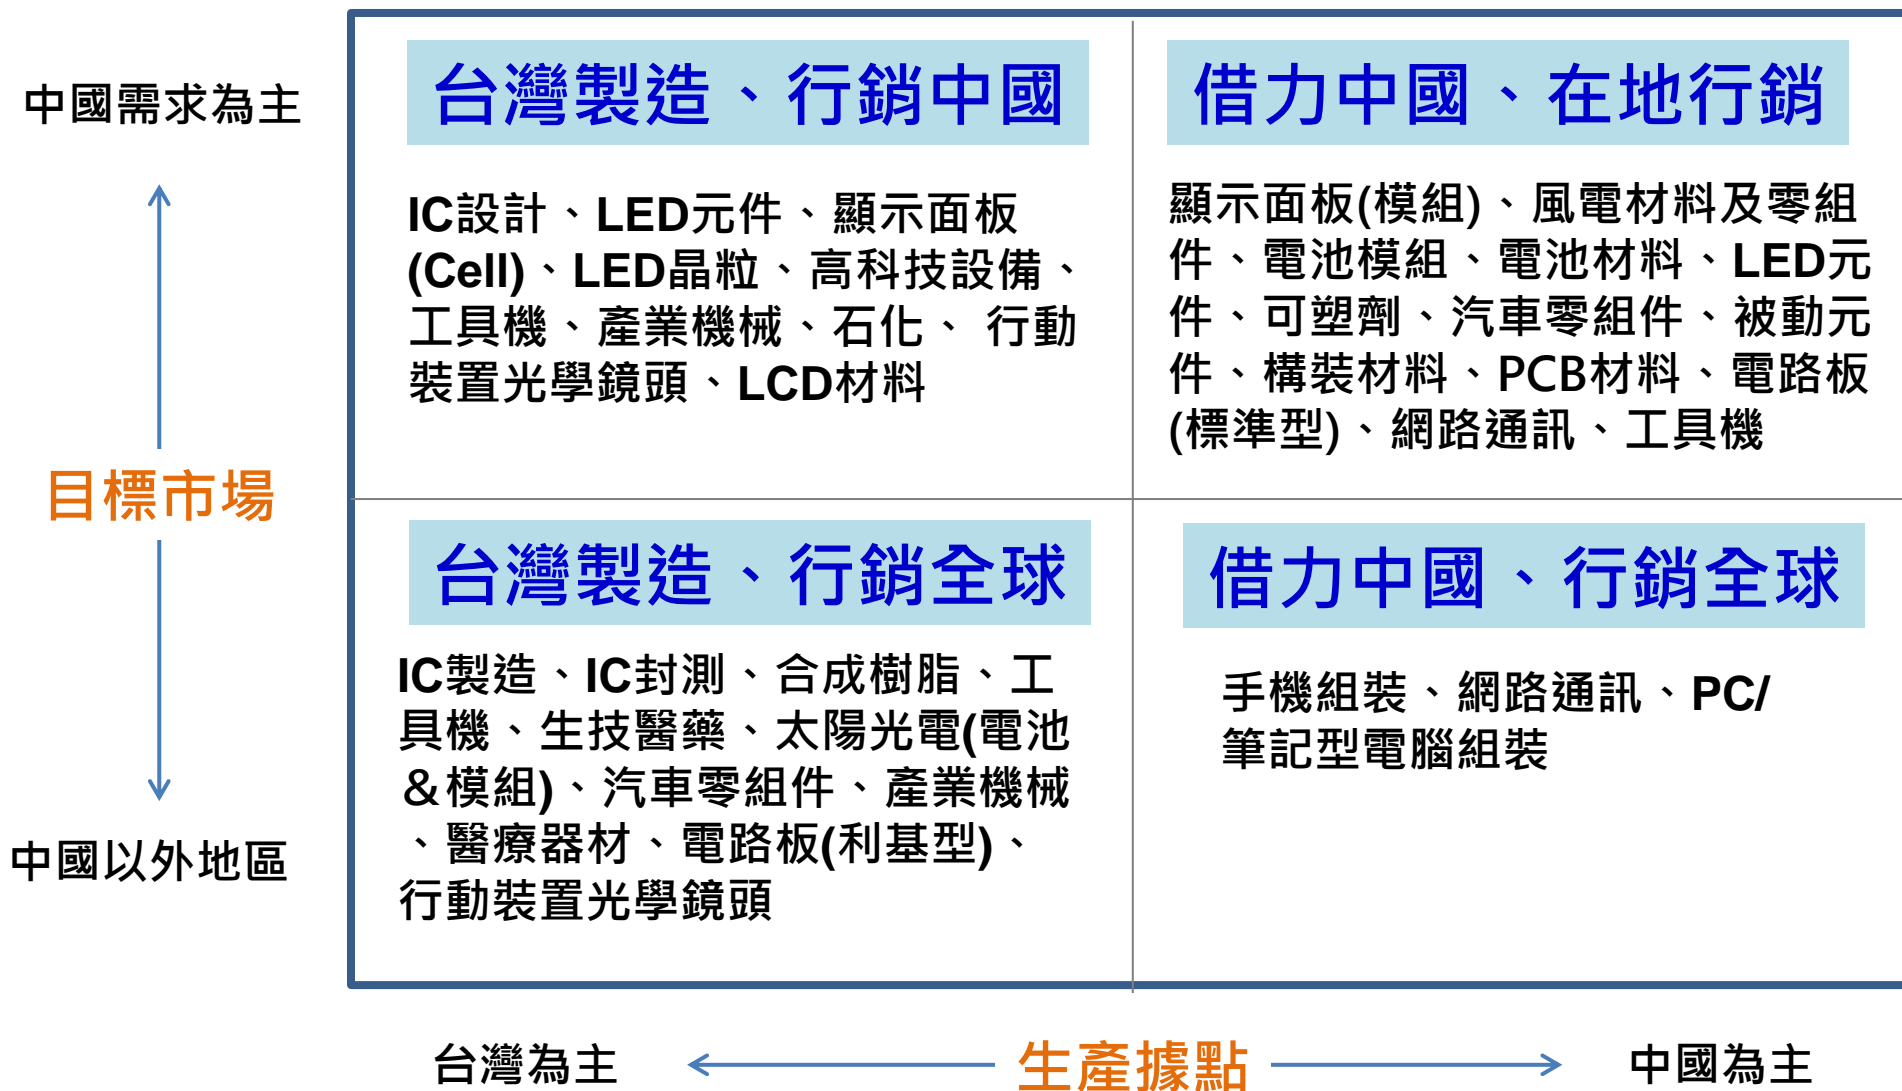 中國需求為主
台灣製造、行銷中國
IC設計、LED元件、顯示面板
(Cell)、LED晶粒、高科技設備、
工具機、產業機械、石化、 行動
裝置光學鏡頭、LCD材料
借力中國、在地行銷
顯示面板(模組)、風電材料及零組
件、電池模組、電池材料、LED元
件、可塑劑、汽車零組件、被動元
件、構裝材料、PCB材料、電路板
(標準型)、網路通訊、工具機
目標市場
台灣製造、行銷全球
IC製造、IC封測、合成樹脂、工
具機、生技醫藥、太陽光電(電池
＆模組)、汽車零組件、產業機械
、醫療器材、電路板(利基型)、
行動裝置光學鏡頭
借力中國、行銷全球
手機組裝、網路通訊、PC/
筆記型電腦組裝
中國以外地區
台灣為主
生產據點
中國為主